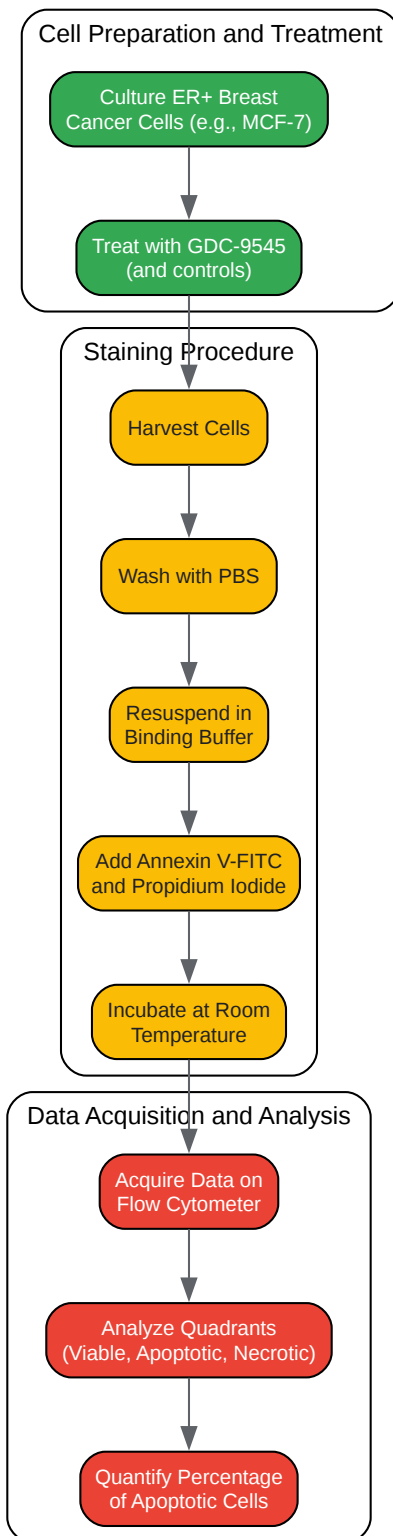 Cell Preparation and Treatment
Culture ER+ Breast
Cancer Cells (e.g., MCF-7)
Treat with GDC-9545
(and controls)
Staining Procedure
Harvest Cells
Wash with PBS
Resuspend in
Binding Buffer
Add Annexin V-FITC
and Propidium Iodide
Incubate at Room
Temperature
Data Acquisition and Analysis
Acquire Data on
Flow Cytometer
Analyze Quadrants
(Viable, Apoptotic, Necrotic)
Quantify Percentage
of Apoptotic Cells